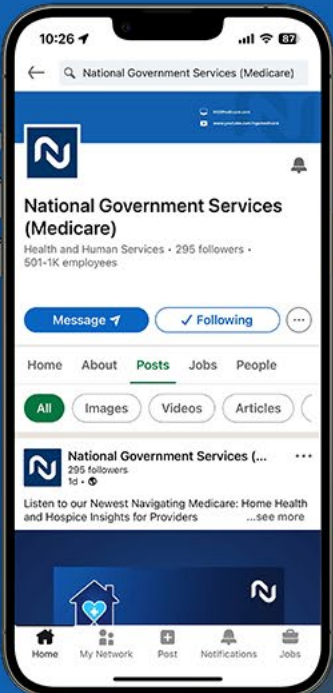 10:26
87
National Government Services (Medicare)
National Government Services
(Medicare)
Health and Human Services • 295 followers •
501-1K employees
Message
Following
Home About Posts Jobs People
All Images Videos Articles
National Government Services (...
295 followers
1d •
Listen to our Newest Navigating Medicare: Home Health
and Hospice Insights for Providers ...see more
Home My Network Post Notifications Jobs